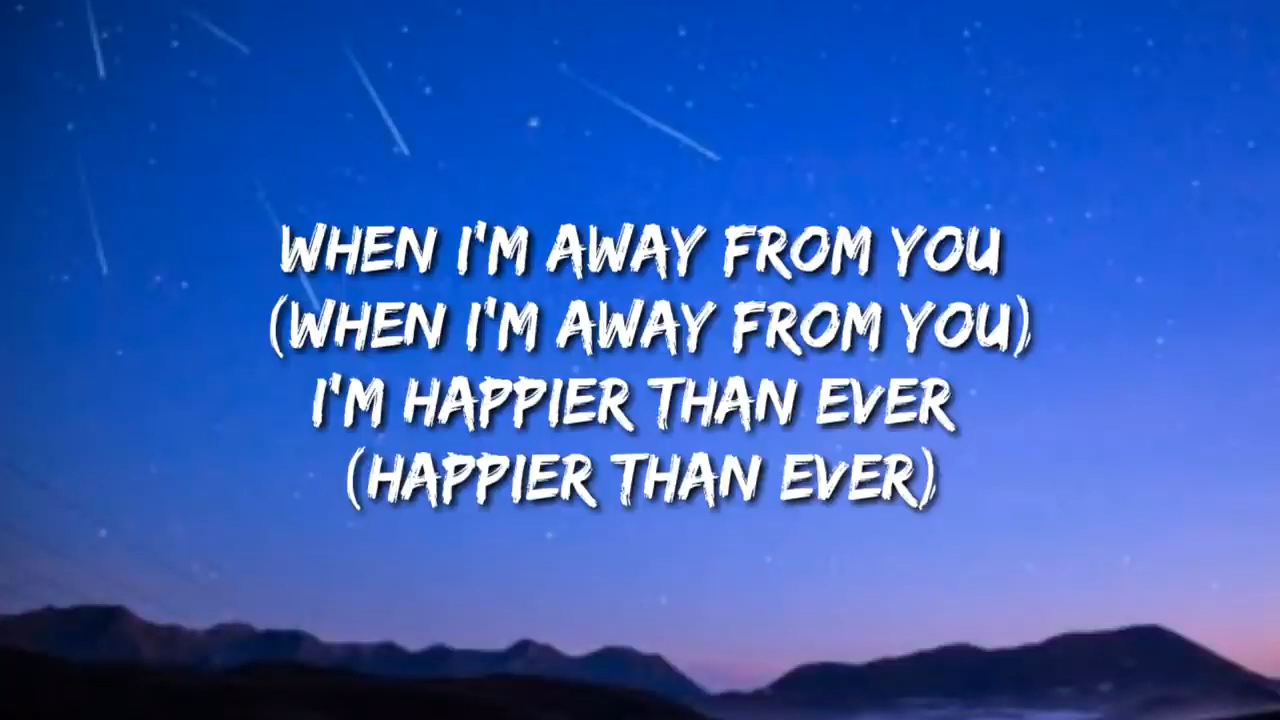 WHEN I'M AWAY FROM YOU
(WHEN I'M AWAY FROM YOU)
I'M HAPPIER THAN EVER
(HAPPIER THAN EVER)